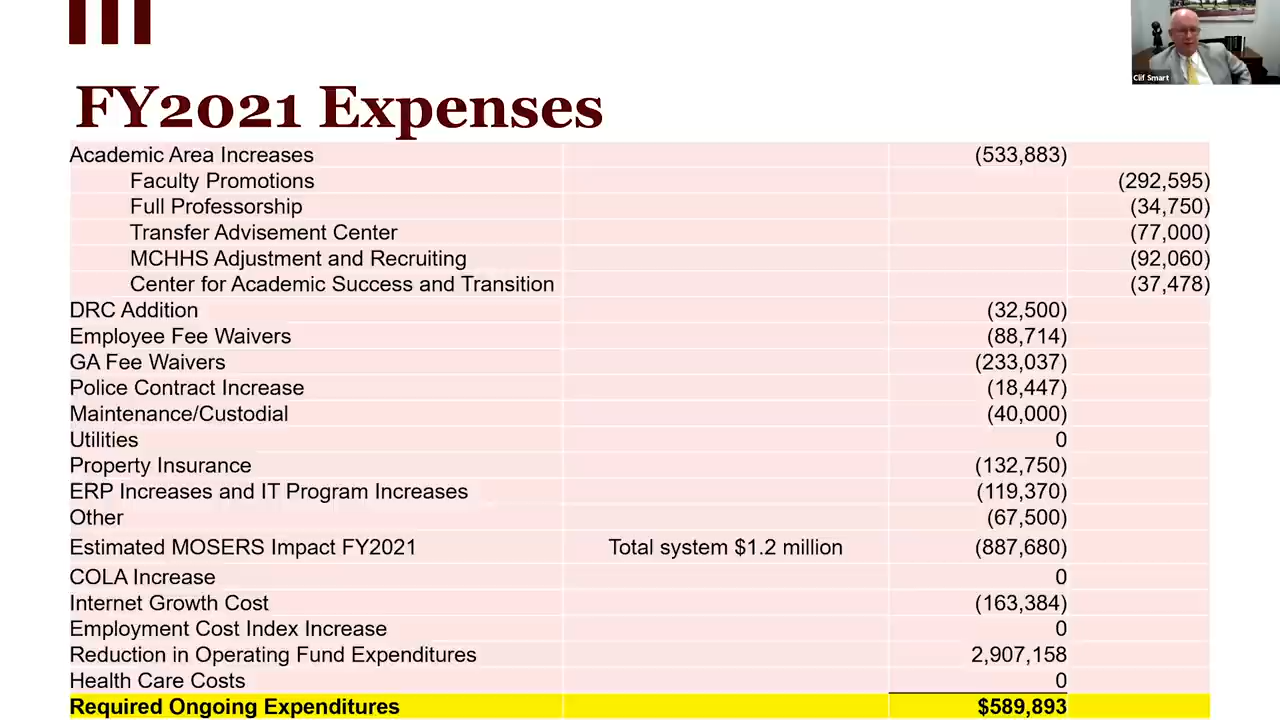 Clif Smart
FY2021 Expenses
Academic Area Increases (533,883)
Faculty Promotions (292,595)
Full Professorship (34,750)
Transfer Advisement Center (77,000)
MCHHS Adjustment and Recruiting (92,060)
Center for Academic Success and Transition (37,478)
DRC Addition (32,500)
Employee Fee Waivers (88,714)
GA Fee Waivers (233,037)
Police Contract Increase (18,447)
Maintenance/Custodial (40,000)
Utilities 0
Property Insurance (132,750)
ERP Increases and IT Program Increases (119,370)
Other (67,500)
Estimated MOSERS Impact FY2021 Total system $1.2 million (887,680)
COLA Increase 0
Internet Growth Cost (163,384)
Employment Cost Index Increase 0
Reduction in Operating Fund Expenditures 2,907,158
Health Care Costs 0
Required Ongoing Expenditures $589,893